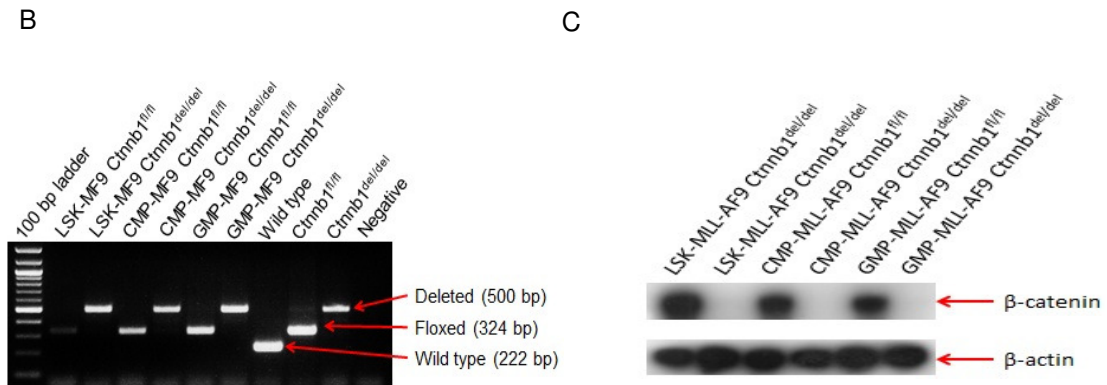 B
100 bp ladder
LSK-MF9 Ctnnb1fl/fl
LSK-MF9 Ctnnb1del/del
CMP-MF9 Ctnnb1fl/fl
CMP-MF9 Ctnnb1del/del
GMP-MF9 Ctnnb1fl/fl
GMP-MF9 Ctnnb1del/del
Wild type
Ctnnb1fl/fl
Ctnnb1del/del
Negative
Deleted (500 bp)
Floxed (324 bp)
Wild type (222 bp)
C
LSK-MLL-AF9 Ctnnb1del/del
LSK-MLL-AF9 Ctnnb1del/del
CMP-MLL-AF9 Ctnnb1fl/fl
CMP-MLL-AF9 Ctnnb1del/del
GMP-MLL-AF9 Ctnnb1fl/fl
GMP-MLL-AF9 Ctnnb1del/del
β-catenin
β-actin